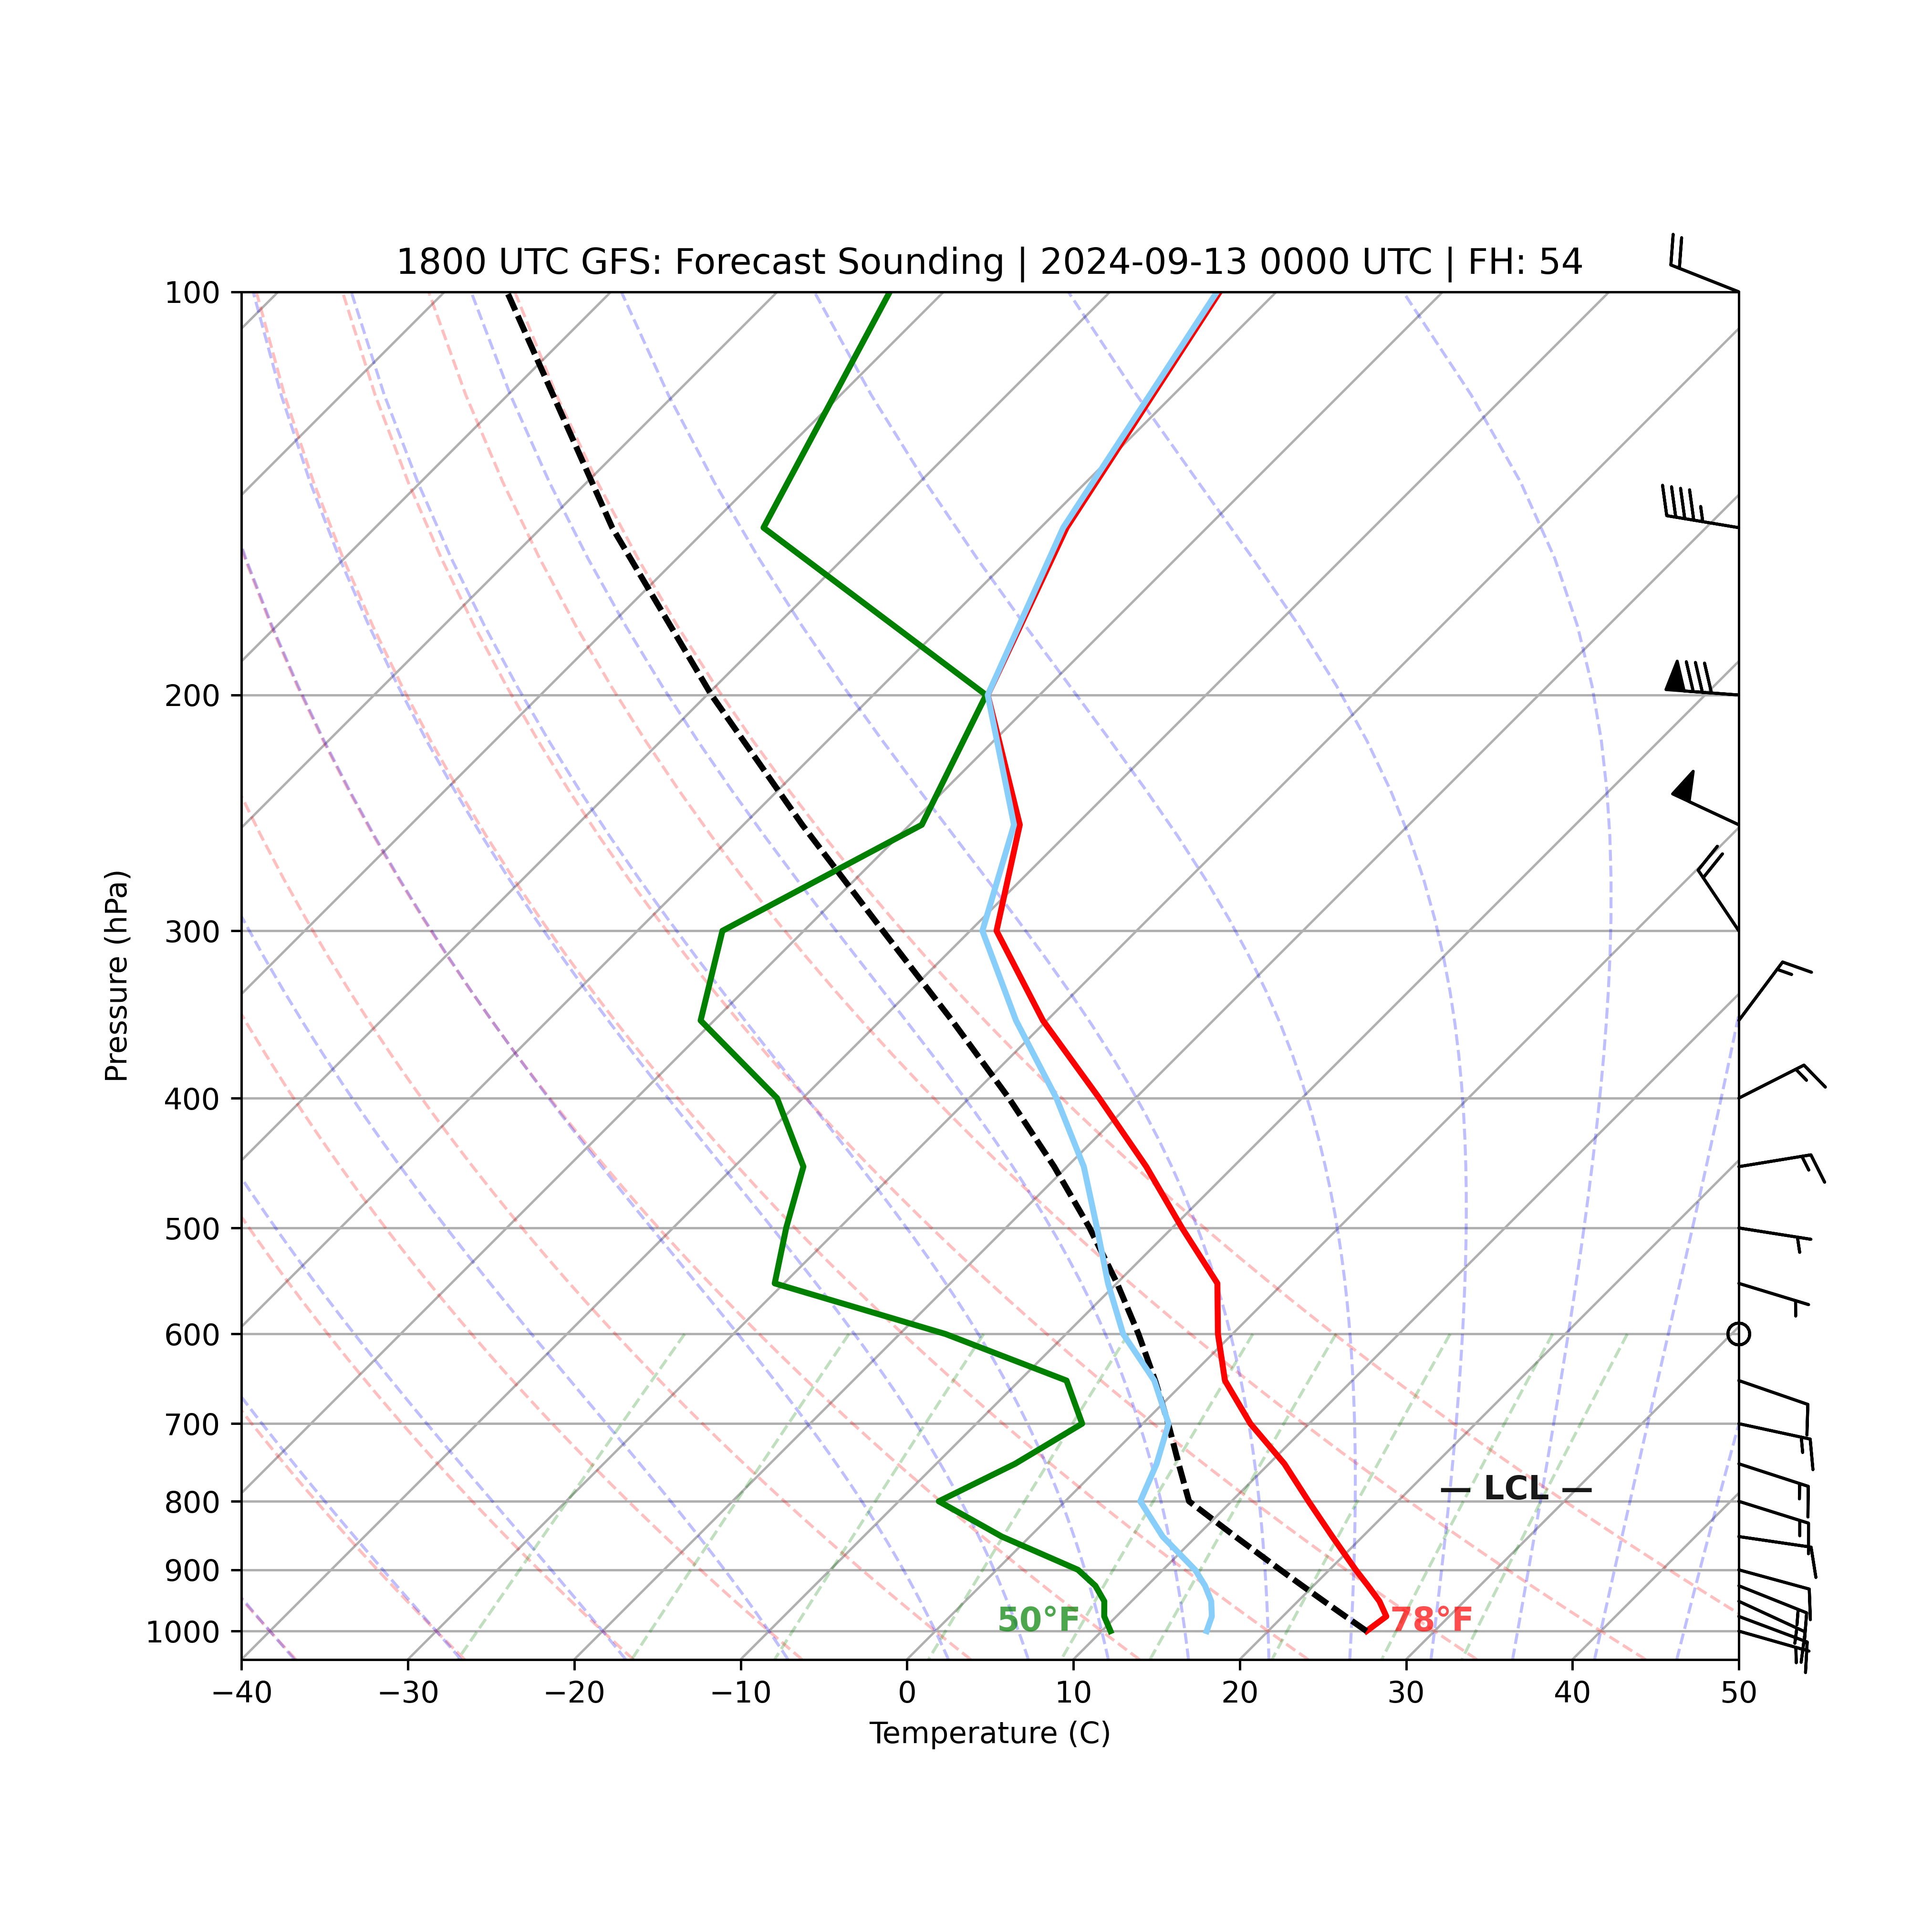 1800 UTC GFS: Forecast Sounding | 2024-09-13 0000 UTC | FH: 54
100
200
300
400
500
600
700
800
900
1000
Pressure (hPa)
— LCL —
50°F
78°F
−40 −30 −20 −10 0 10 20 30 40 50
Temperature (C)